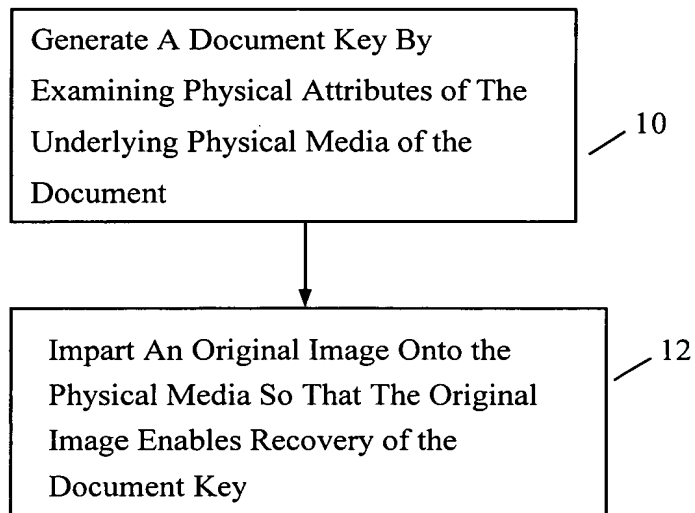 Generate A Document Key By
Examining Physical Attributes of The
Underlying Physical Media of the
Document
10
Impart An Original Image Onto the
Physical Media So That The Original
Image Enables Recovery of the
Document Key
12